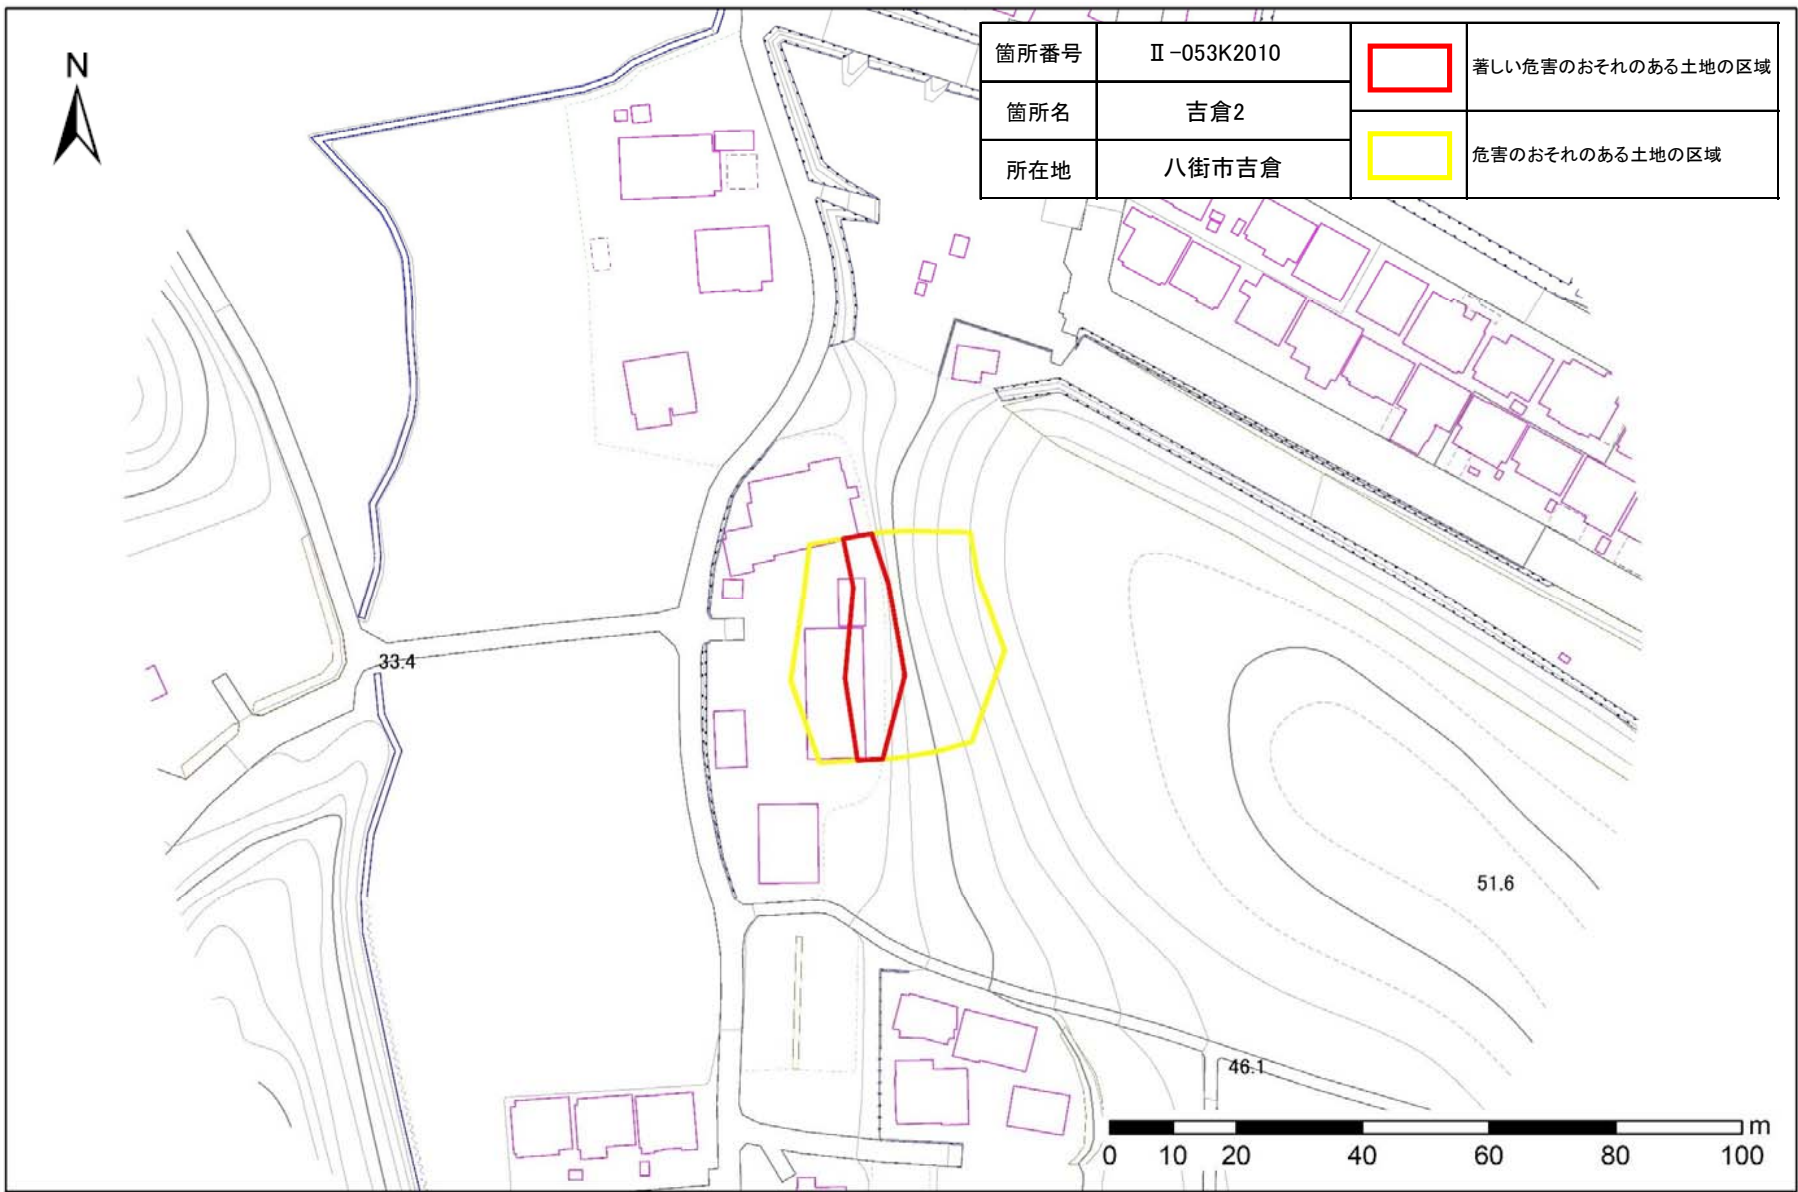 N
箇所番号 Ⅱ-053K2010
箇所名 吉倉2
所在地 八街市吉倉
著しい危害のおそれのある土地の区域
危害のおそれのある土地の区域
33.4
51.6
46.1
m
0 10 20 40 60 80 100